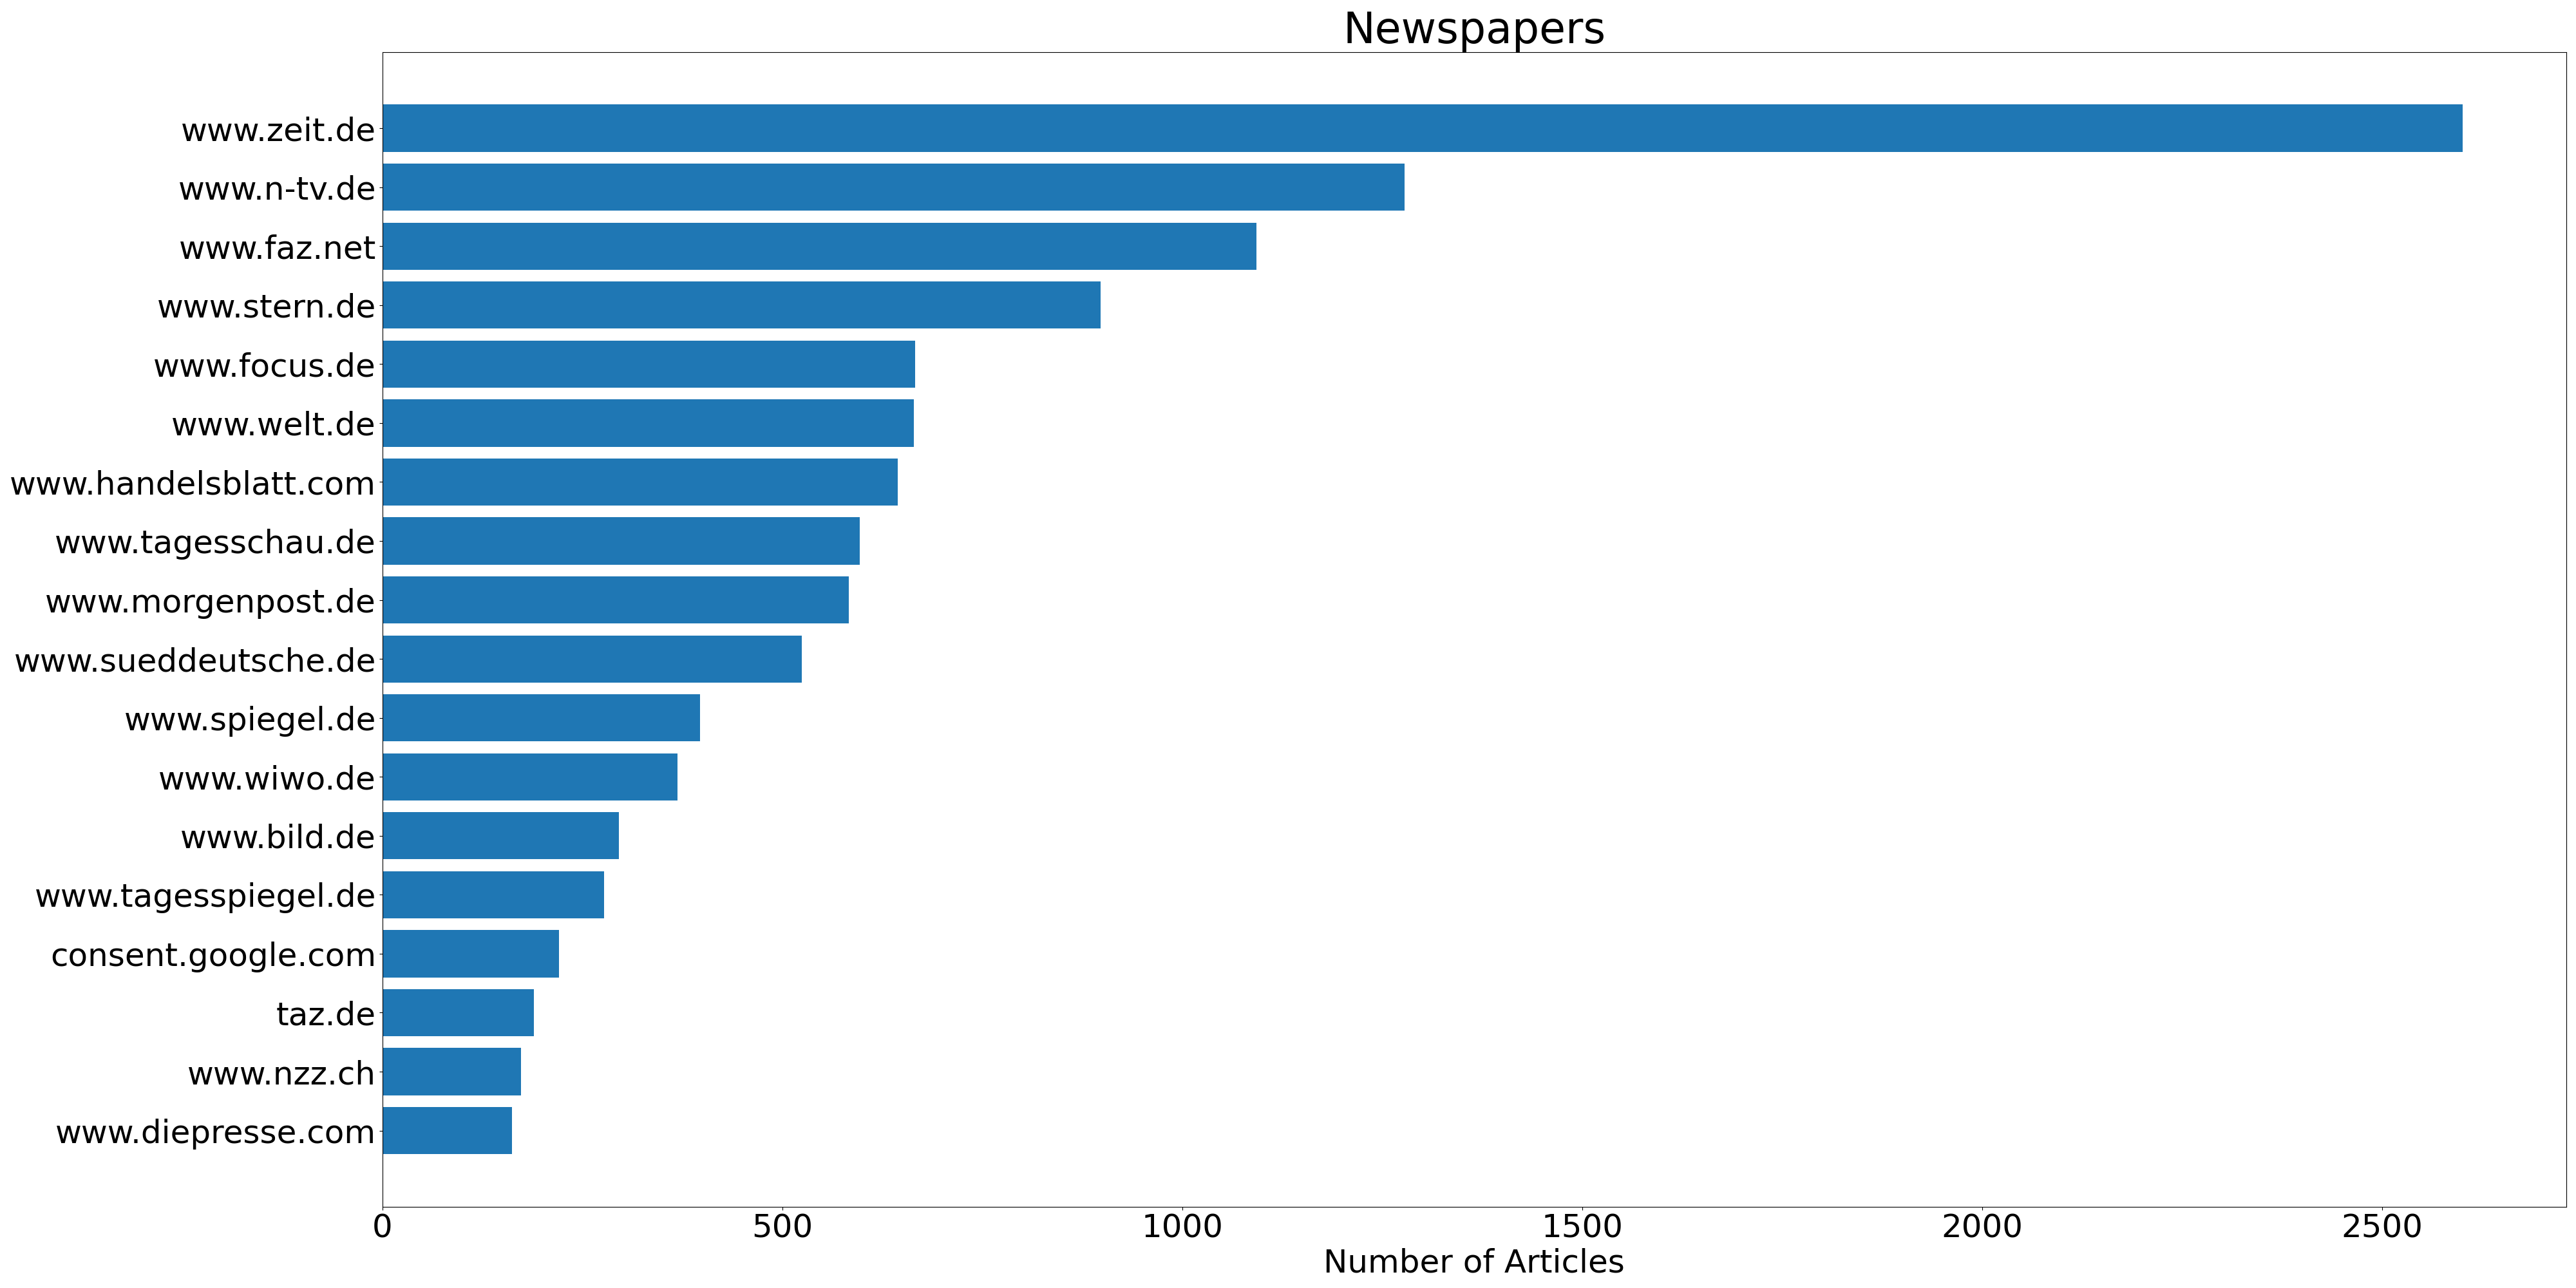 Newspapers
www.zeit.de
www.n-tv.de
www.faz.net
www.stern.de
www.focus.de
www.welt.de
www.handelsblatt.com
www.tagesschau.de
www.morgenpost.de
www.sueddeutsche.de
www.spiegel.de
www.wiwo.de
www.bild.de
www.tagesspiegel.de
consent.google.com
taz.de
www.nzz.ch
www.diepresse.com
0 500 1000 1500 2000 2500
Number of Articles